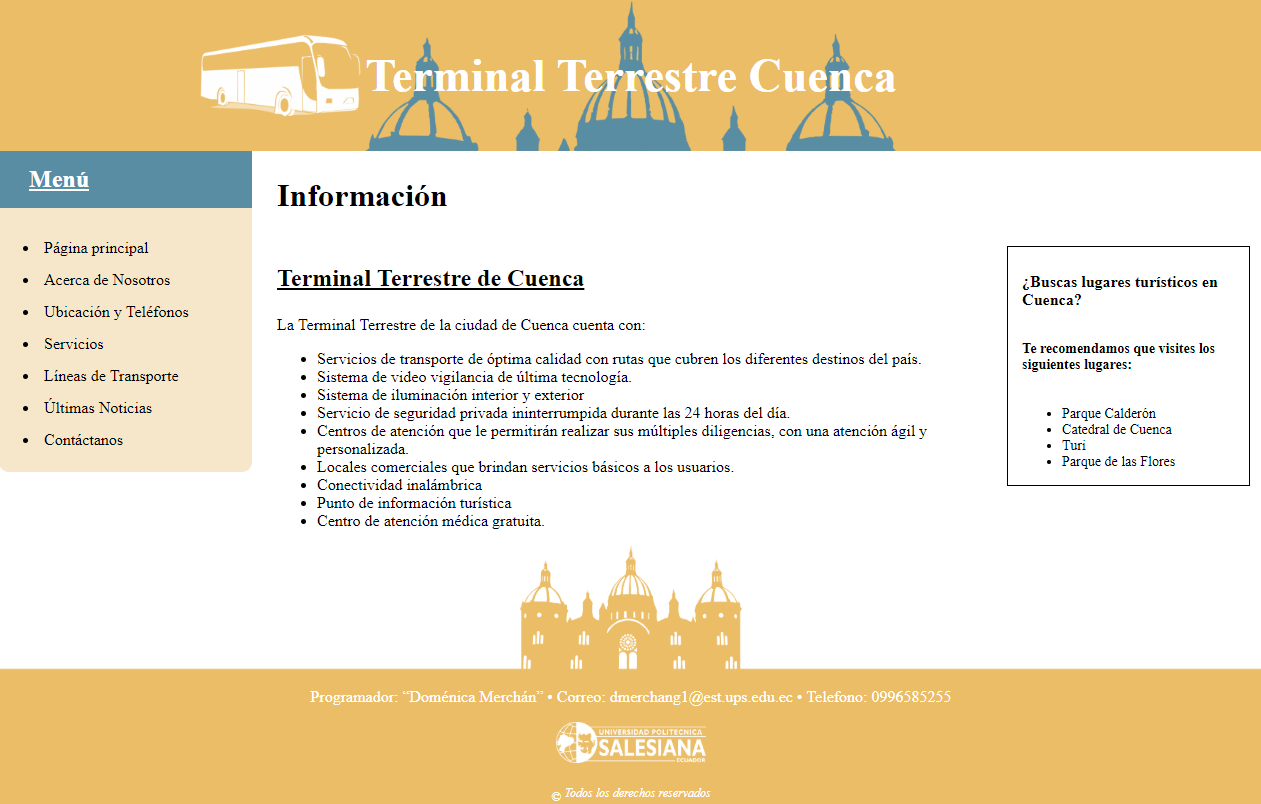 Terminal Terrestre Cuenca
Menú
Página principal
Acerca de Nosotros
Ubicación y Teléfonos
Servicios
Líneas de Transporte
Últimas Noticias
Contáctanos
Información
Terminal Terrestre de Cuenca
La Terminal Terrestre de la ciudad de Cuenca cuenta con:
Servicios de transporte de óptima calidad con rutas que cubren los diferentes destinos del país.
Sistema de video vigilancia de última tecnología.
Sistema de iluminación interior y exterior
Servicio de seguridad privada ininterrumpida durante las 24 horas del día.
Centros de atención que le permitirán realizar sus múltiples diligencias, con una atención ágil y
personalizada.
Locales comerciales que brindan servicios básicos a los usuarios.
Conectividad inalámbrica
Punto de información turística
Centro de atención médica gratuita.
¿Buscas lugares turísticos en
Cuenca?
Te recomendamos que visites los
siguientes lugares:
Parque Calderón
Catedral de Cuenca
Turi
Parque de las Flores
Programador: “Doménica Merchán” • Correo: dmerchang1@est.ups.edu.ec • Telefono: 0996585255
UNIVERSIDAD POLITÉCNICA
SALESIANA
ECUADOR
© Todos los derechos reservados